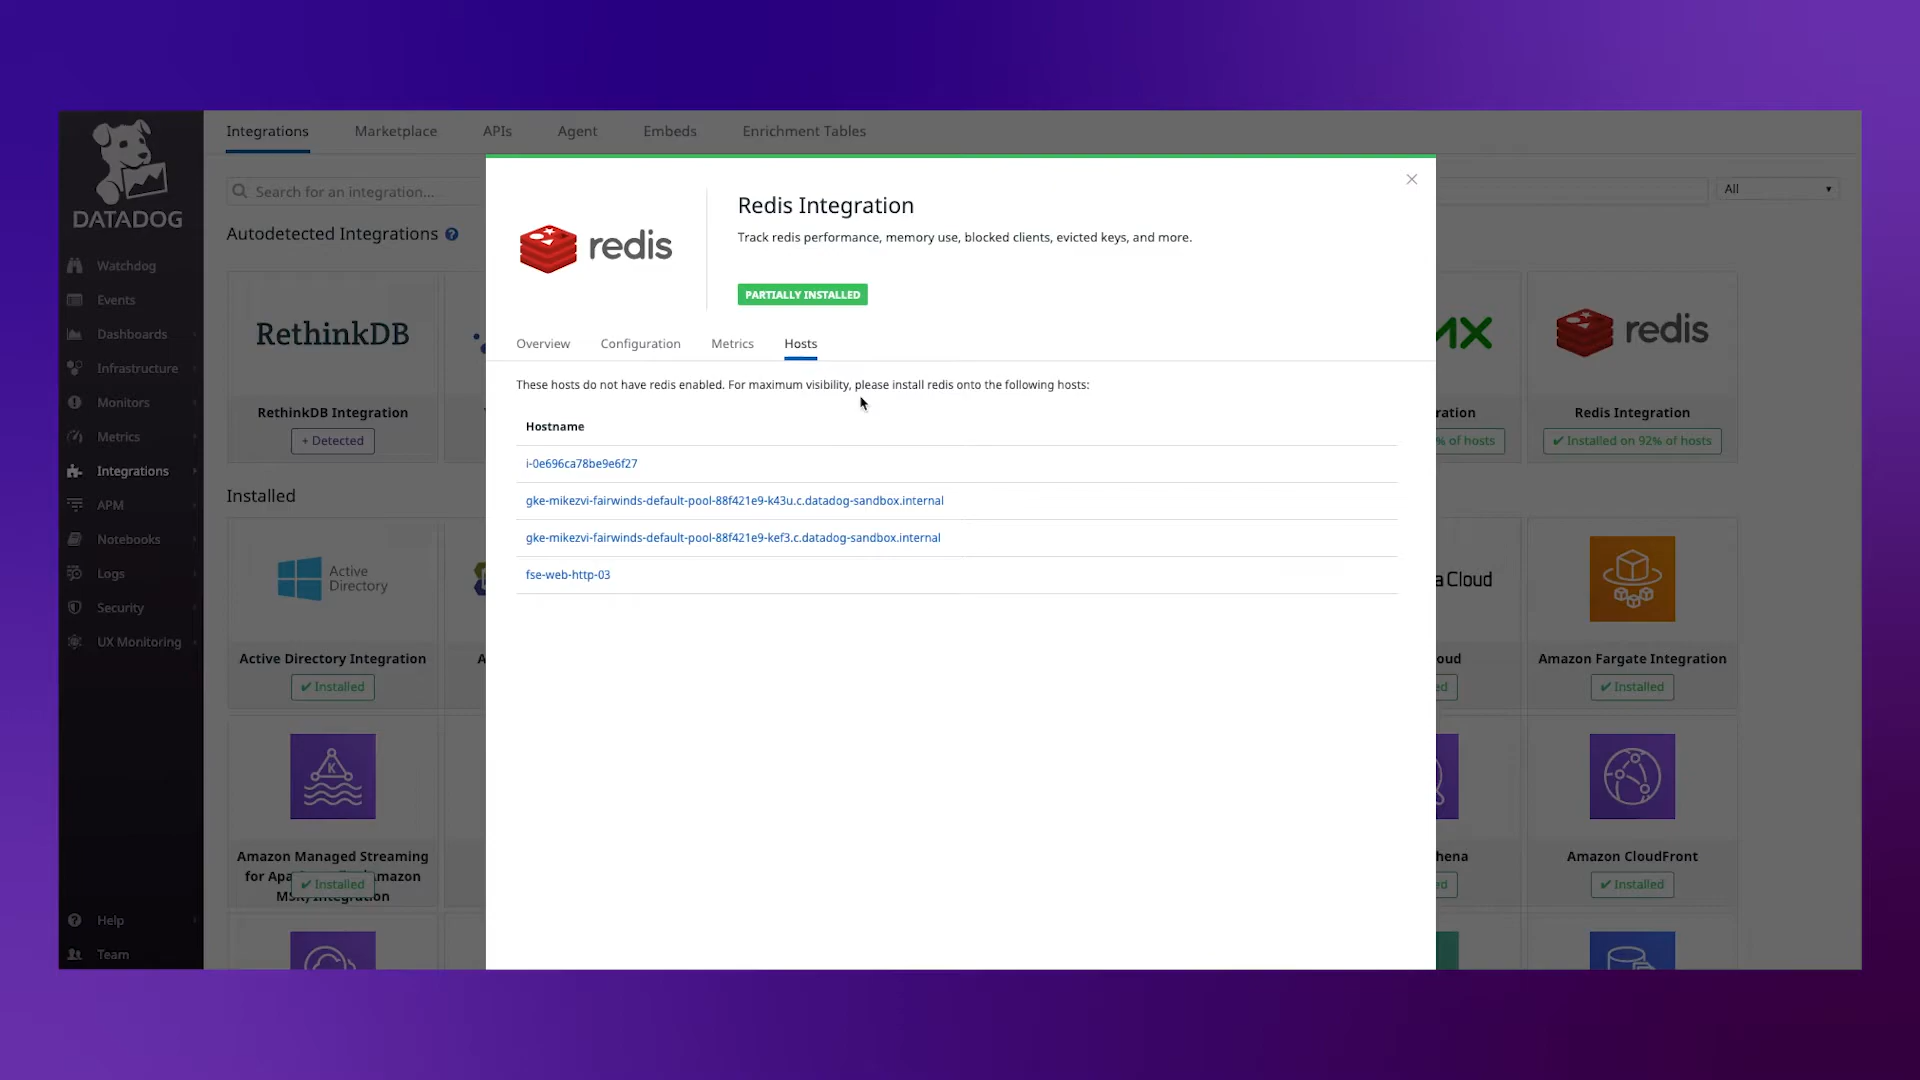 DATADOG
Watchdog
Events
Dashboards
Infrastructure
Monitors
Metrics
Integrations
APM
Notebooks
Logs
Security
UX Monitoring
Help
Team
Integrations
Marketplace
APIs
Agent
Embeds
Enrichment Tables
Search for an integration...
All
Autodetected Integrations
RethinkDB
RethinkDB Integration
+ Detected
Installed
Active
Directory
Active Directory Integration
✔ Installed
Amazon Managed Streaming
✔ Installed
redis
Redis Integration
Track redis performance, memory use, blocked clients, evicted keys, and more.
PARTIALLY INSTALLED
Overview
Configuration
Metrics
Hosts
These hosts do not have redis enabled. For maximum visibility, please install redis onto the following hosts:
Hostname
i-0e696ca78be9e6f27
gke-mikezvi-fairwinds-default-pool-88f421e9-k43u.c.datadog-sandbox.internal
gke-mikezvi-fairwinds-default-pool-88f421e9-kef3.c.datadog-sandbox.internal
fse-web-http-03
% of hosts
redis
Redis Integration
✔ Installed on 92% of hosts
Cloud
Amazon Fargate Integration
✔ Installed
Amazon CloudFront
✔ Installed